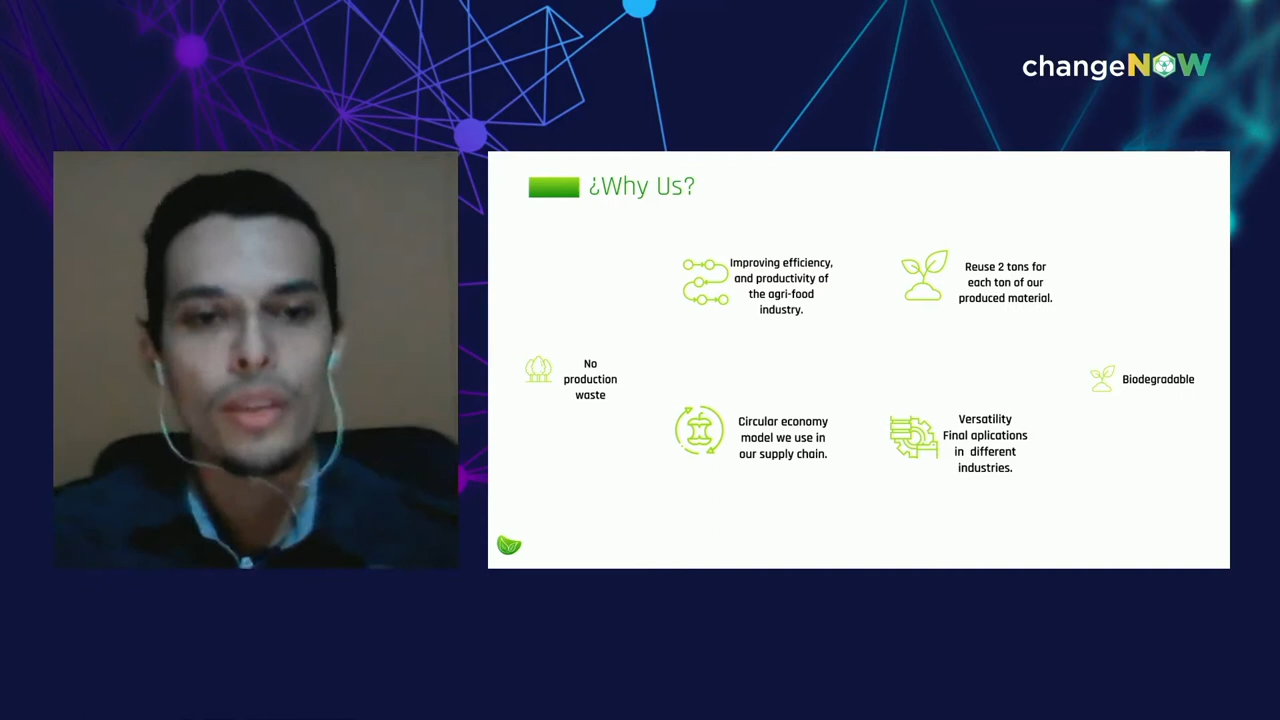 changeNOW
¿Why Us?
Improving efficiency,
and productivity of
the agri-food
industry.
Reuse 2 tons for
each ton of our
produced material.
No
production
waste
Biodegradable
Circular economy
model we use in
our supply chain.
Versatility
Final aplications
in different
industries.